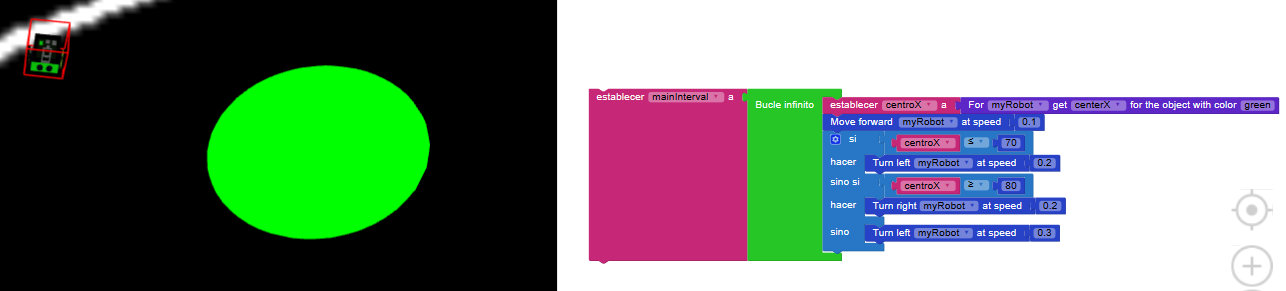 establecer mainInterval a Bucle infinito
establecer centroX a For myRobot get centerX for the object with color green
Move forward myRobot at speed 0.1
si centroX ≤ 70
hacer Turn left myRobot at speed 0.2
sino si centroX ≥ 80
hacer Turn right myRobot at speed 0.2
sino Turn left myRobot at speed 0.3